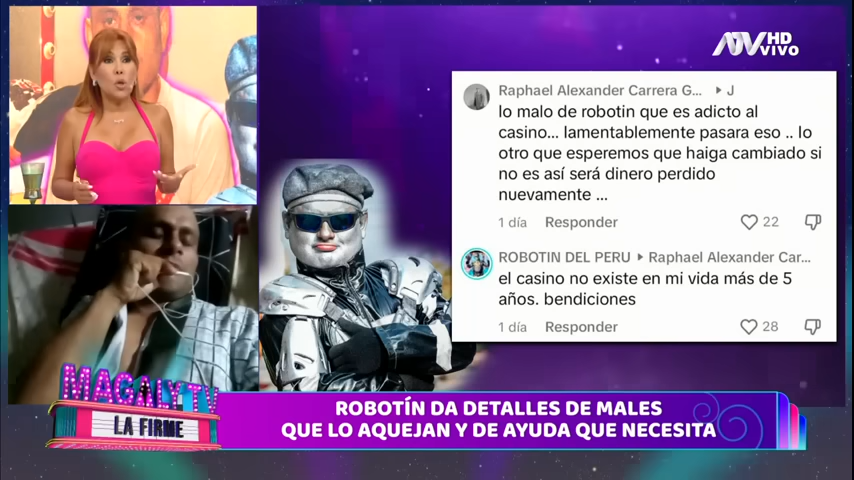 ATV HD
VIVO
Raphael Alexander Carrera G... ▸ J
lo malo de robotin que es adicto al
casino... lamentablemente pasara eso .. lo
otro que esperemos que haiga cambiado si
no es así será dinero perdido
nuevamente ...
1 día Responder 22
ROBOTIN DEL PERU ▸ Raphael Alexander Car...
el casino no existe en mi vida más de 5
años. bendiciones
1 día Responder 28
MAGALY TV
LA FIRME
ROBOTÍN DA DETALLES DE MALES
QUE LO AQUEJAN Y DE AYUDA QUE NECESITA